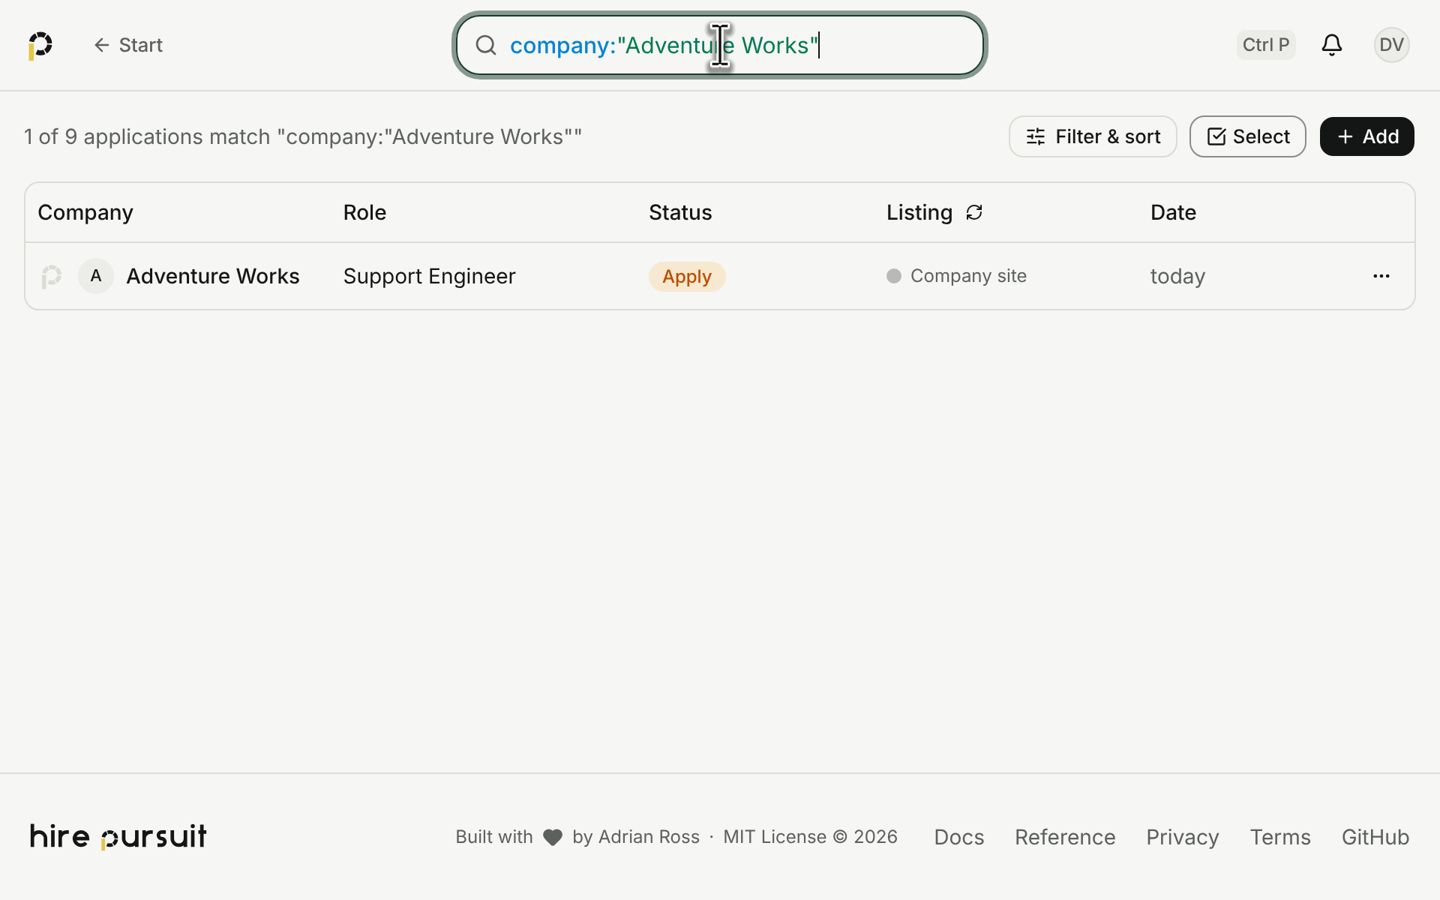 Start
company:"Adventure Works"
Ctrl P
DV
1 of 9 applications match "company:"Adventure Works""
Filter & sort
Select
+ Add
Company Role Status Listing Date
A Adventure Works Support Engineer Apply Company site today
hire pursuit
Built with ♥ by Adrian Ross · MIT License © 2026
Docs Reference Privacy Terms GitHub